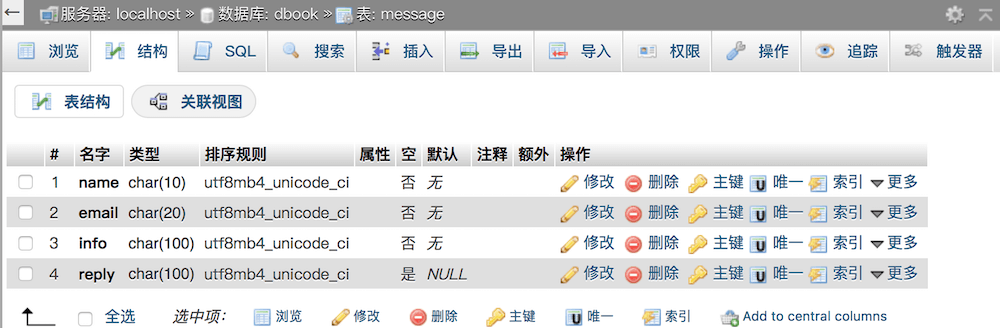 服务器: localhost » 数据库: dbook » 表: message
浏览 结构 SQL 搜索 插入 导出 导入 权限 操作 追踪 触发器
表结构 关联视图
# 名字 类型 排序规则 属性 空 默认 注释 额外 操作
1 name char(10) utf8mb4_unicode_ci 否 无 修改 删除 主键 唯一 索引 更多
2 email char(20) utf8mb4_unicode_ci 否 无 修改 删除 主键 唯一 索引 更多
3 info char(100) utf8mb4_unicode_ci 否 无 修改 删除 主键 唯一 索引 更多
4 reply char(100) utf8mb4_unicode_ci 是 NULL 修改 删除 主键 唯一 索引 更多
全选 选中项: 浏览 修改 删除 主键 唯一 索引 Add to central columns